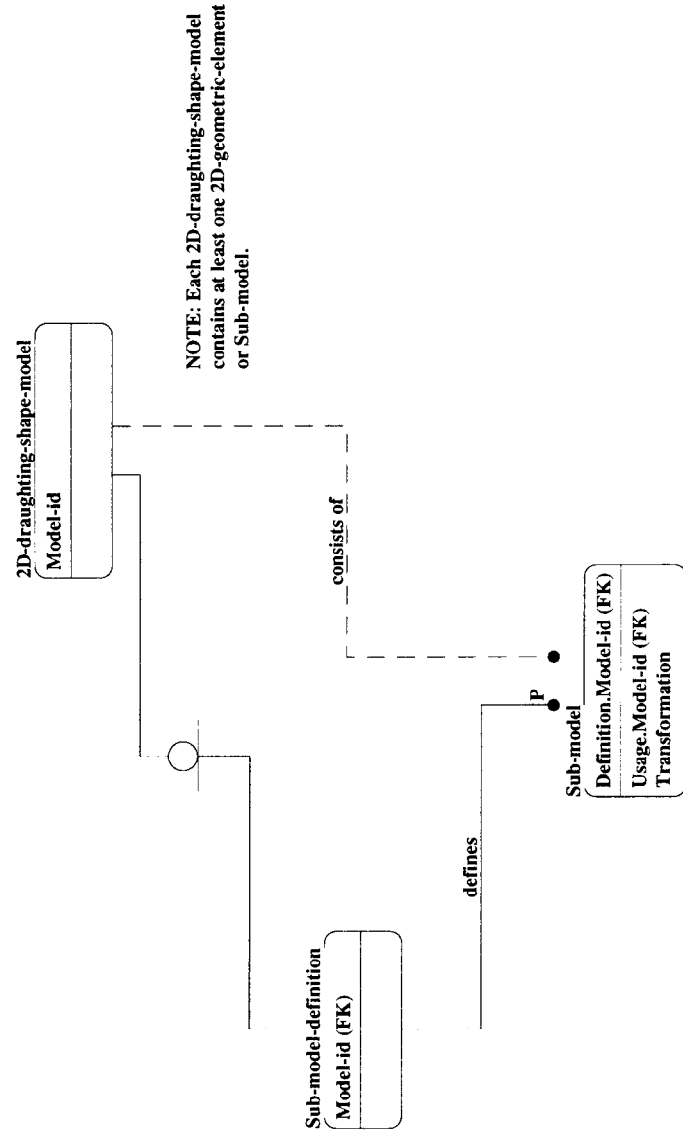 2D-draughting-shape-model
Model-id
NOTE: Each 2D-draughting-shape-model
contains at least one 2D-geometric-element
or Sub-model.
consists of
Sub-model-definition
Model-id (FK)
defines
P
Sub-model
Definition.Model-id (FK)
Usage.Model-id (FK)
Transformation